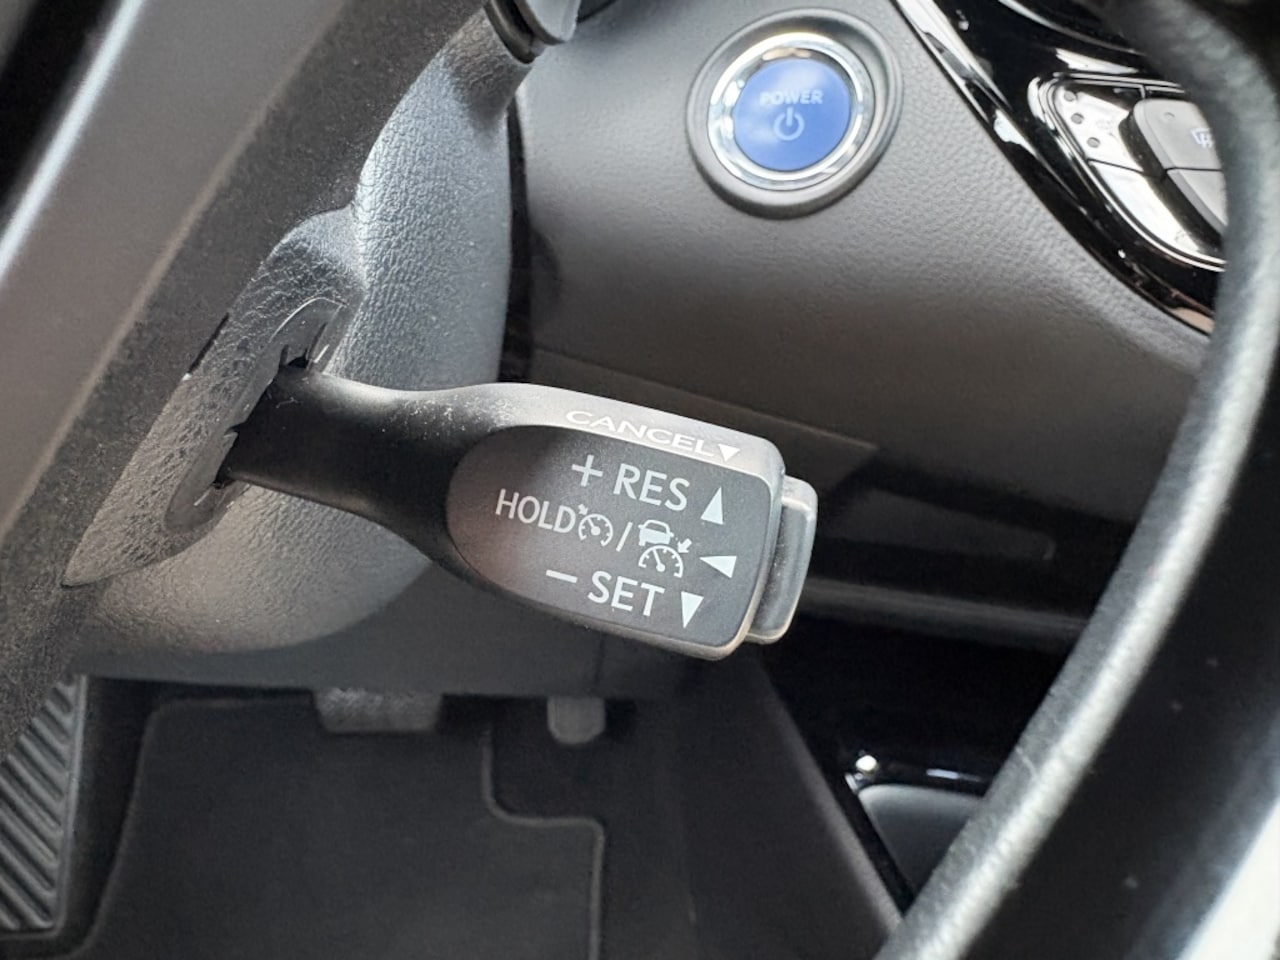 POWER
CANCEL▼
+ RES ▲
HOLD / ◀
− SET ▼